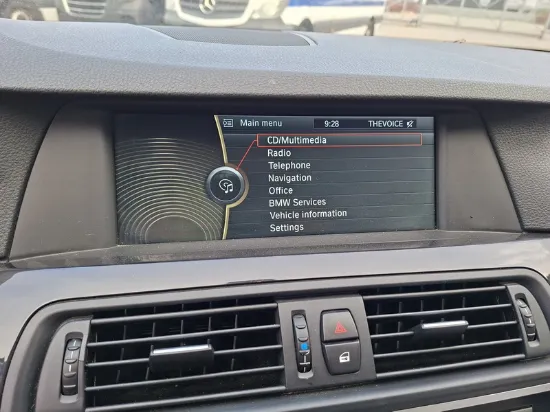 Main menu 9:28 THEVOICE
CD/Multimedia
Radio
Telephone
Navigation
Office
BMW Services
Vehicle information
Settings